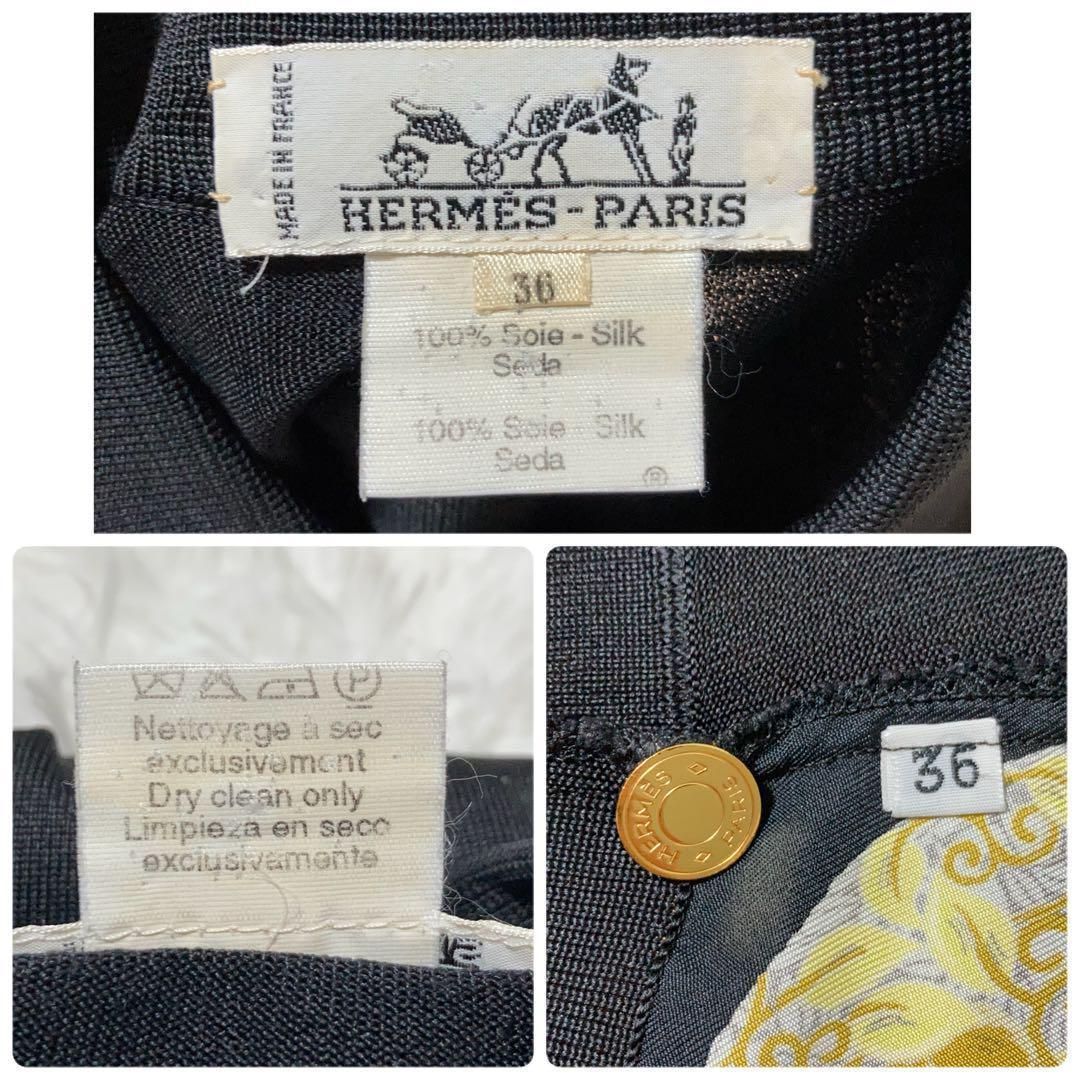 MADE IN FRANCE
HERMÈS-PARIS
36
100% Soie - Silk
Seda
100% Soie - Silk
Seda
®
P
Nettoyage à sec
exclusivement
Dry clean only
Limpieza en seco
exclusivamente
HERMÈS PARIS
36